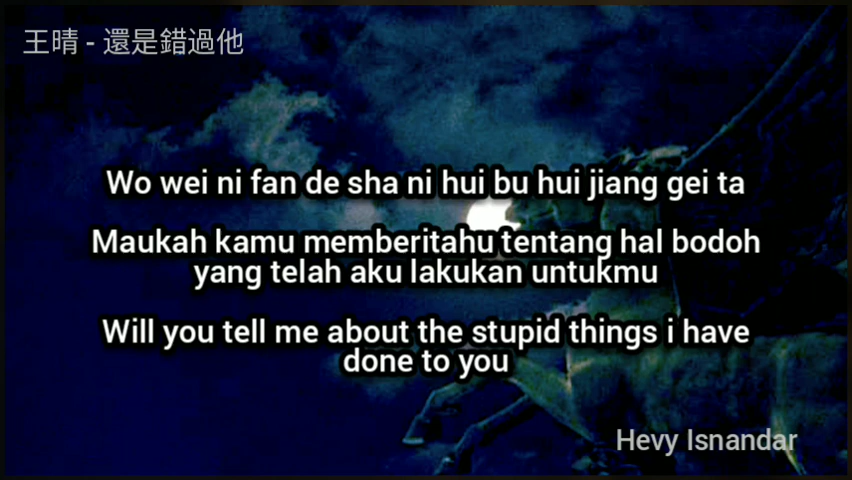 王晴 - 還是錯過他
Wo wei ni fan de sha ni hui bu hui jiang gei ta
Maukah kamu memberitahu tentang hal bodoh
yang telah aku lakukan untukmu
Will you tell me about the stupid things i have
done to you
Hevy Isnandar